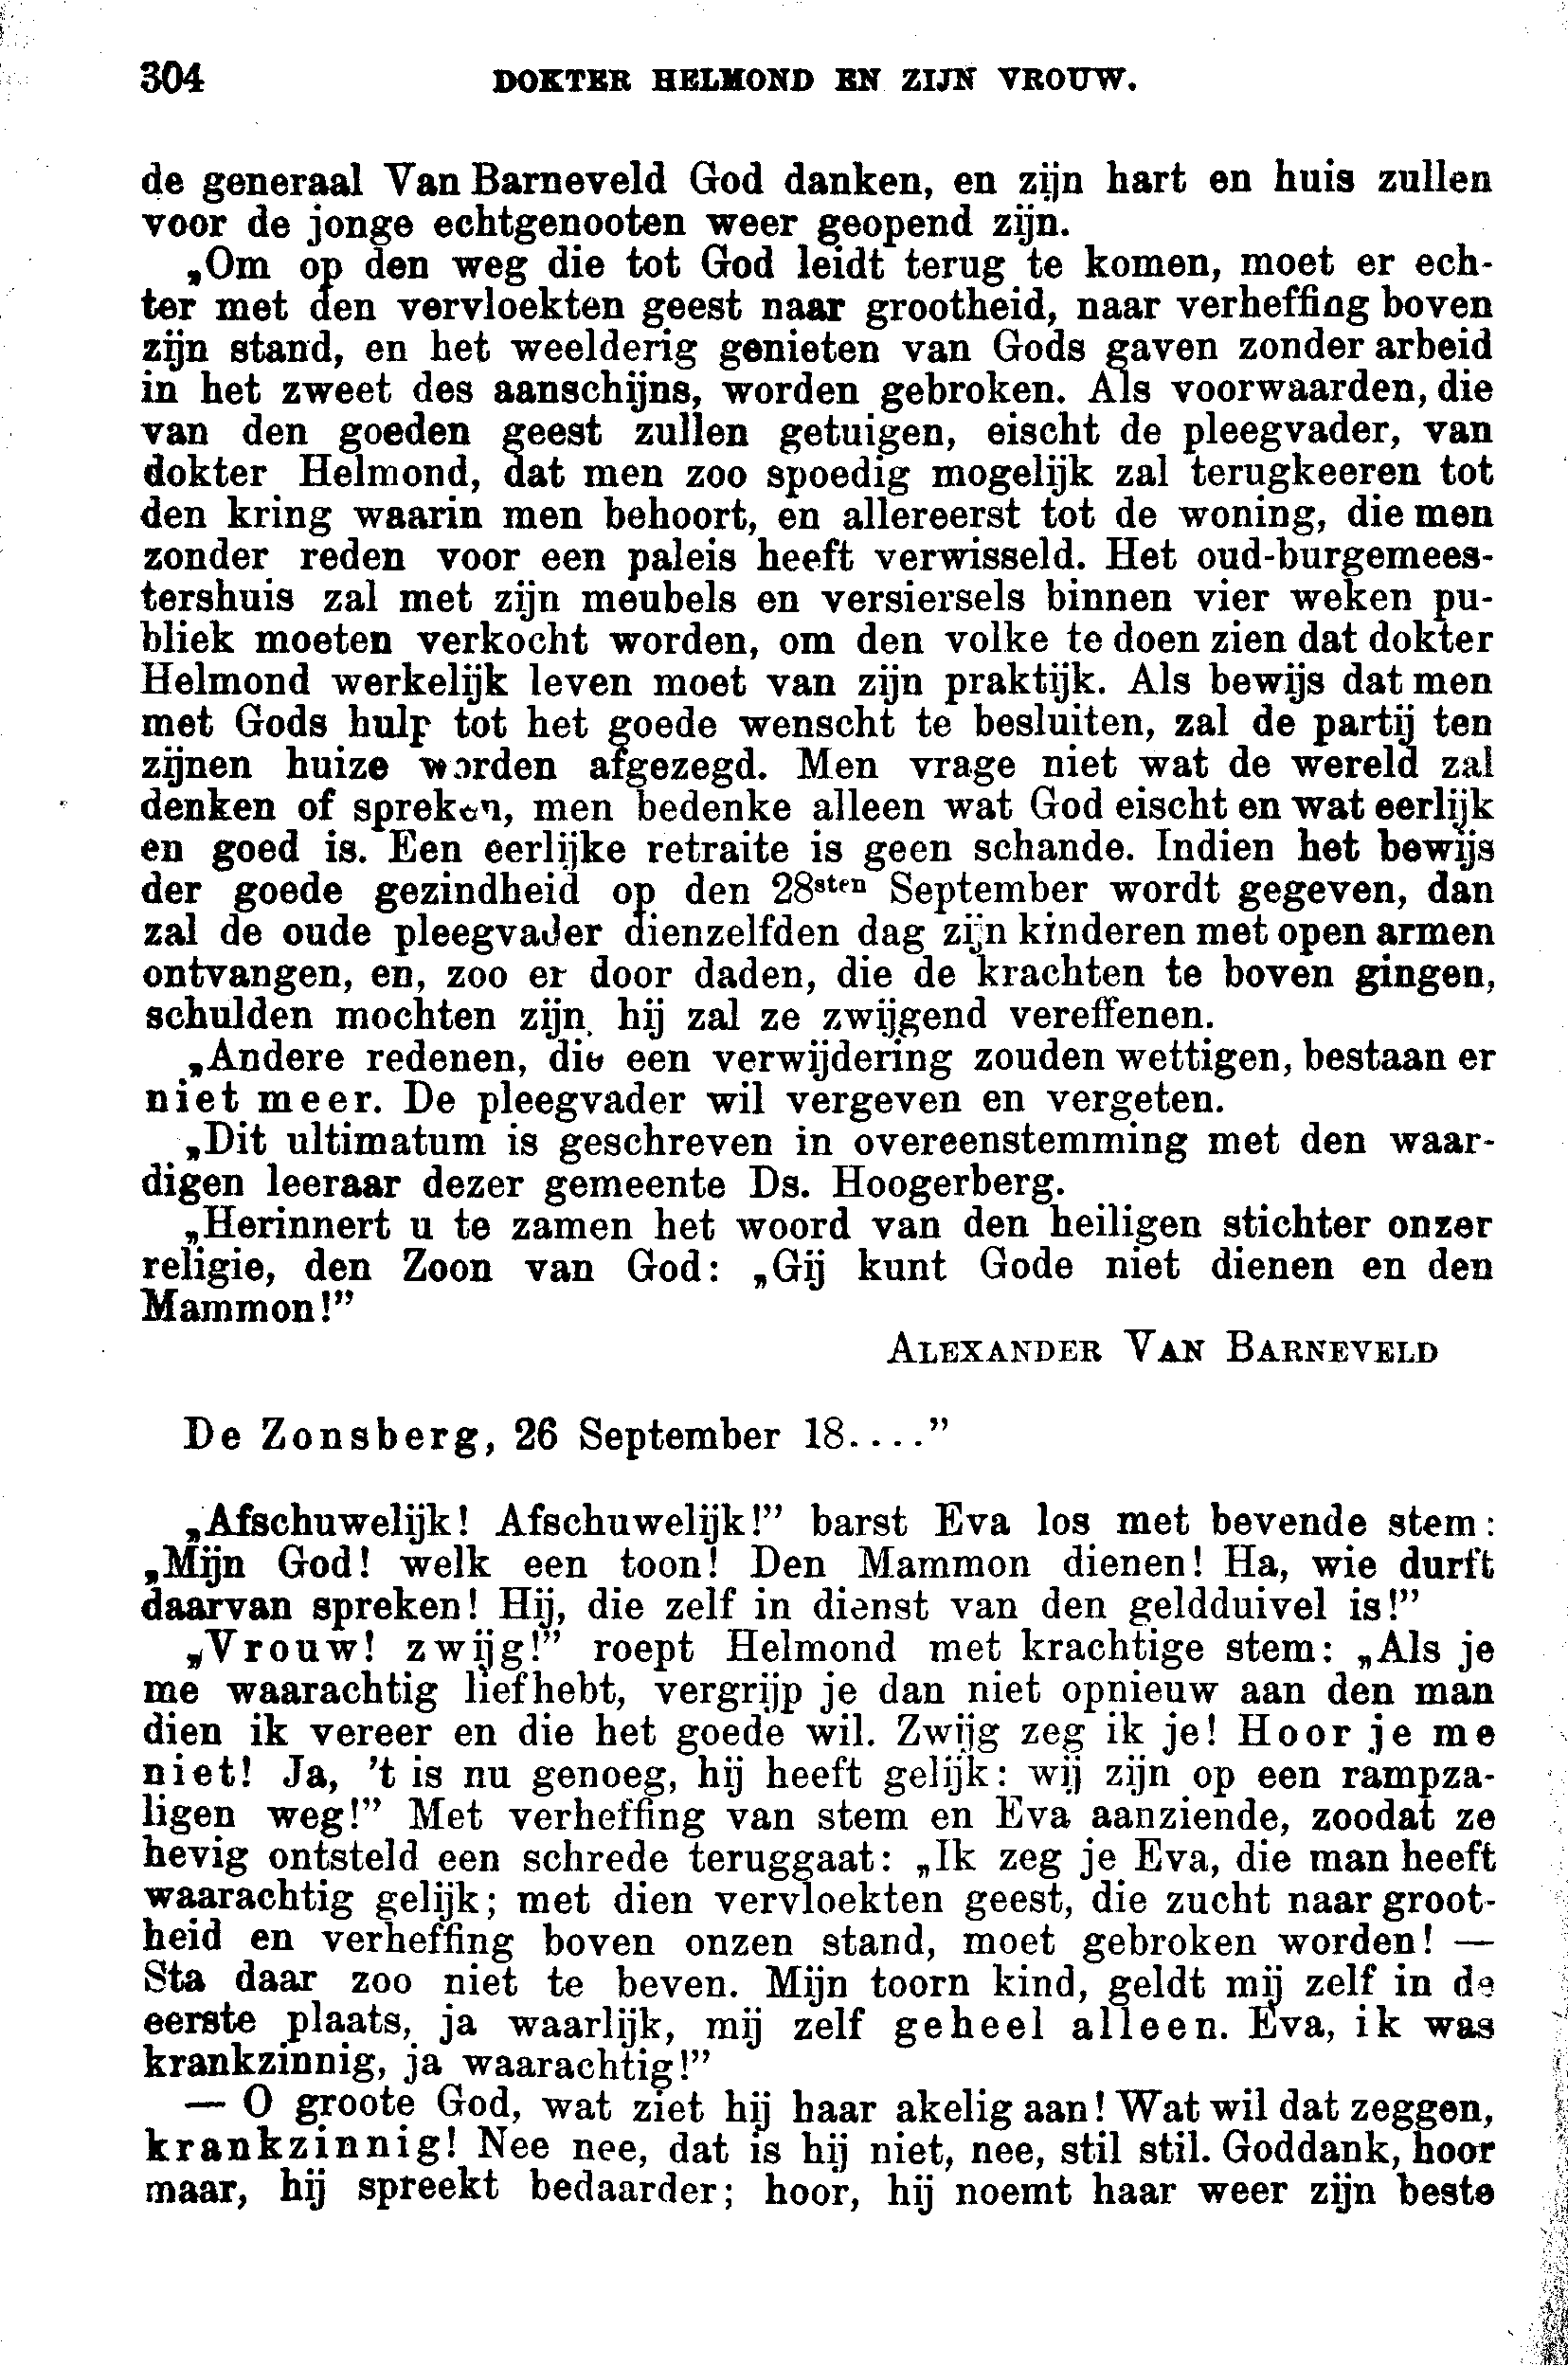 304 DOKTER HELMOND EN ZIJN VROUW.
de generaal Van Barneveld God danken, en zijn hart en huis zullen
voor de jonge echtgenooten weer geopend zijn.
„Om op den weg die tot God leidt terug te komen, moet er ech-
ter met den vervloekten geest naar grootheid, naar verheffing boven
zijn stand, en het weelderig genieten van Gods gaven zonder arbeid
in het zweet des aanschijns, worden gebroken. Als voorwaarden, die
van den goeden geest zullen getuigen, eischt de pleegvader, van
dokter Helmond, dat men zoo spoedig mogelijk zal terugkeeren tot
den kring waarin men behoort, en allereerst tot de woning, die men
zonder reden voor een paleis heeft verwisseld. Het oud-burgemees-
tershuis zal met zijn meubels en versiersels binnen vier weken pu-
bliek moeten verkocht worden, om den volke te doen zien dat dokter
Helmond werkelijk leven moet van zijn praktijk. Als bewijs dat men
met Gods hulp tot het goede wenscht te besluiten, zal de partij ten
zijnen huize worden afgezegd. Men vrage niet wat de wereld zal
denken of spreken, men bedenke alleen wat God eischt en wat eerlijk
en goed is. Een eerlijke retraite is geen schande. Indien het bewijs
der goede gezindheid op den 28sten September wordt gegeven, dan
zal de oude pleegvader dienzelfden dag zijn kinderen met open armen
ontvangen, en, zoo er door daden, die de krachten te boven gingen,
schulden mochten zijn, hij zal ze zwijgend vereffenen.
„Andere redenen, die een verwijdering zouden wettigen, bestaan er
niet meer. De pleegvader wil vergeven en vergeten.
„Dit ultimatum is geschreven in overeenstemming met den waar-
digen leeraar dezer gemeente Ds. Hoogerberg.
„Herinnert u te zamen het woord van den heiligen stichter onzer
religie, den Zoon van God: „Gij kunt Gode niet dienen en den
Mammon!”
ALEXANDER VAN BARNEVELD
De Zonsberg, 26 September 18....”
„Afschuwelijk! Afschuwelijk!” barst Eva los met bevende stem:
„Mijn God! welk een toon! Den Mammon dienen! Ha, wie durft
daarvan spreken! Hij, die zelf in dienst van den geldduivel is!”
„Vrouw! zwijg!” roept Helmond met krachtige stem: „Als je
me waarachtig liefhebt, vergrijp je dan niet opnieuw aan den man
dien ik vereer en die het goede wil. Zwijg zeg ik je! Hoor je me
niet! Ja, 't is nu genoeg, hij heeft gelijk: wij zijn op een rampza-
ligen weg!” Met verheffing van stem en Eva aanziende, zoodat ze
hevig ontsteld een schrede teruggaat: „Ik zeg je Eva, die man heeft
waarachtig gelijk; met dien vervloekten geest, die zucht naar groot-
heid en verheffing boven onzen stand, moet gebroken worden! —
Sta daar zoo niet te beven. Mijn toorn kind, geldt mij zelf in de
eerste plaats, ja waarlijk, mij zelf geheel alleen. Eva, ik was
krankzinnig, ja waarachtig!”
— O groote God, wat ziet hij haar akelig aan! Wat wil dat zeggen,
krankzinnig! Nee nee, dat is hij niet, nee, stil stil. Goddank, hoor
maar, hij spreekt bedaarder; hoor, hij noemt haar weer zijn beste